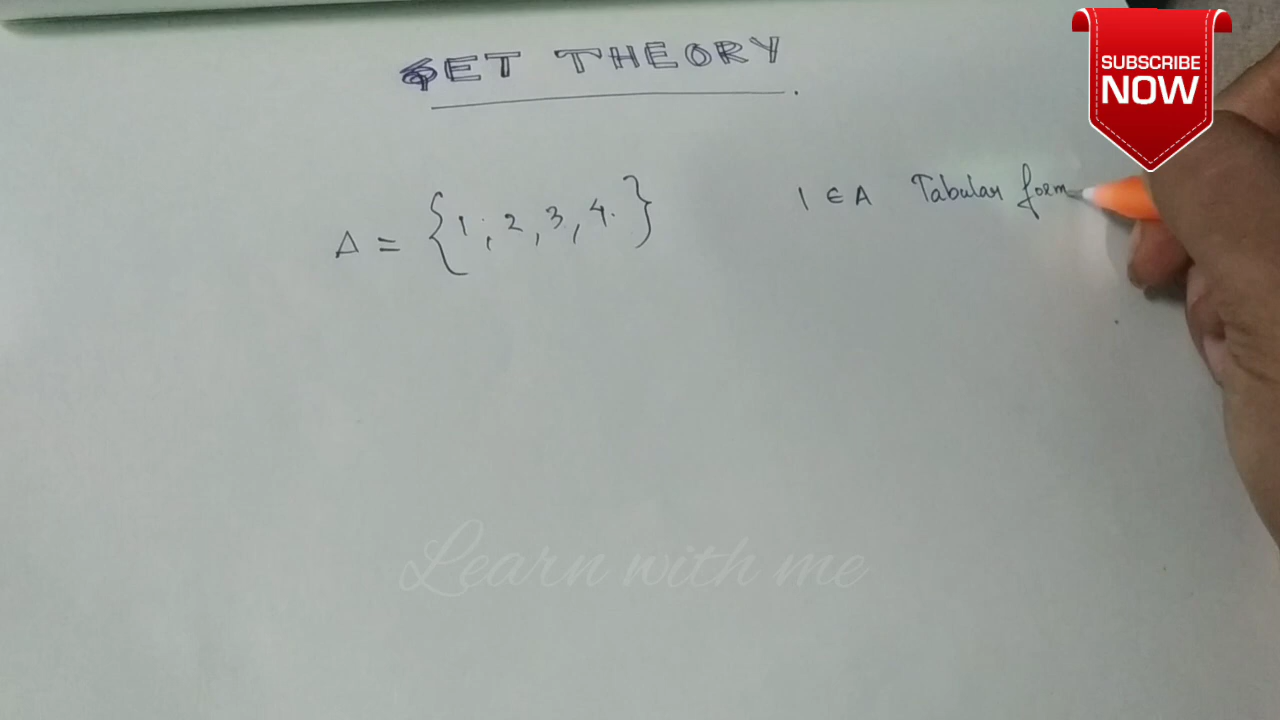 SET THEORY
SUBSCRIBE
NOW
A = {1, 2, 3, 4.}
1 ∈ A Tabular form
Learn with me